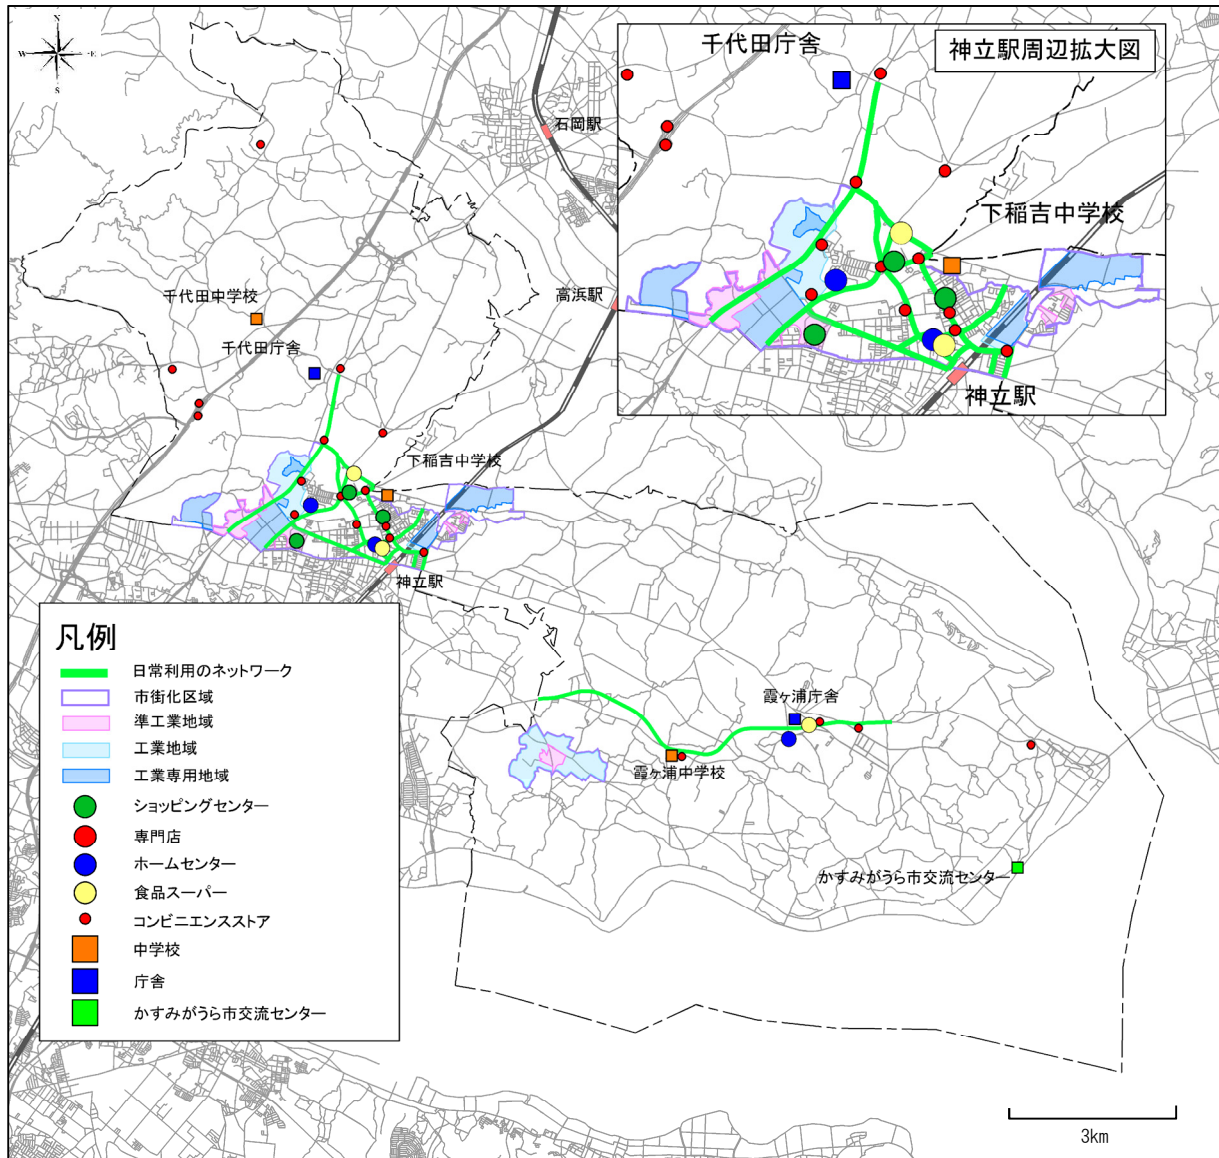 N
W
E
S
神立駅周辺拡大図
千代田庁舎
下稲吉中学校
神立駅
石岡駅
高浜駅
千代田中学校
千代田庁舎
下稲吉中学校
神立駅
霞ヶ浦庁舎
霞ヶ浦中学校
かすみがうら市交流センター
凡例
日常利用のネットワーク
市街化区域
準工業地域
工業地域
工業専用地域
ショッピングセンター
専門店
ホームセンター
食品スーパー
コンビニエンスストア
中学校
庁舎
かすみがうら市交流センター
3km